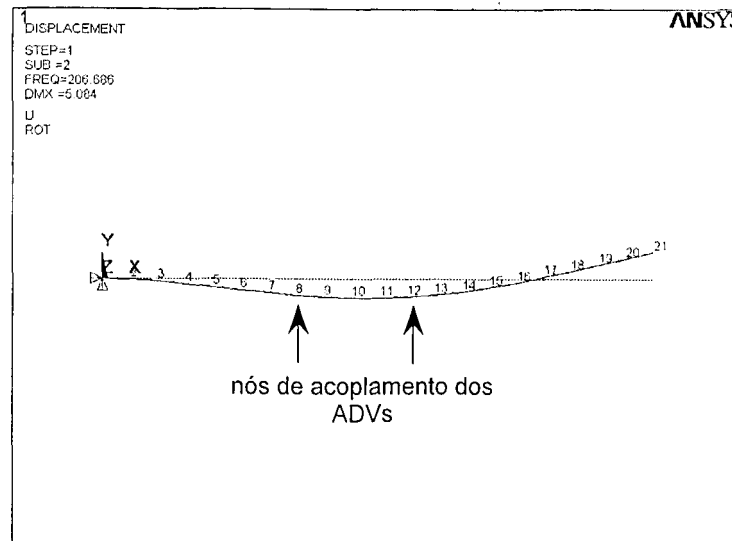 1
DISPLACEMENT
ANSYS
STEP=1
SUB =2
FREQ=206.686
DMX =5.084
U
ROT
Y
Z X 3 4 5 6 7 8 9 10 11 12 13 14 15 16 17 18 19 20 21
nós de acoplamento dos
ADVs